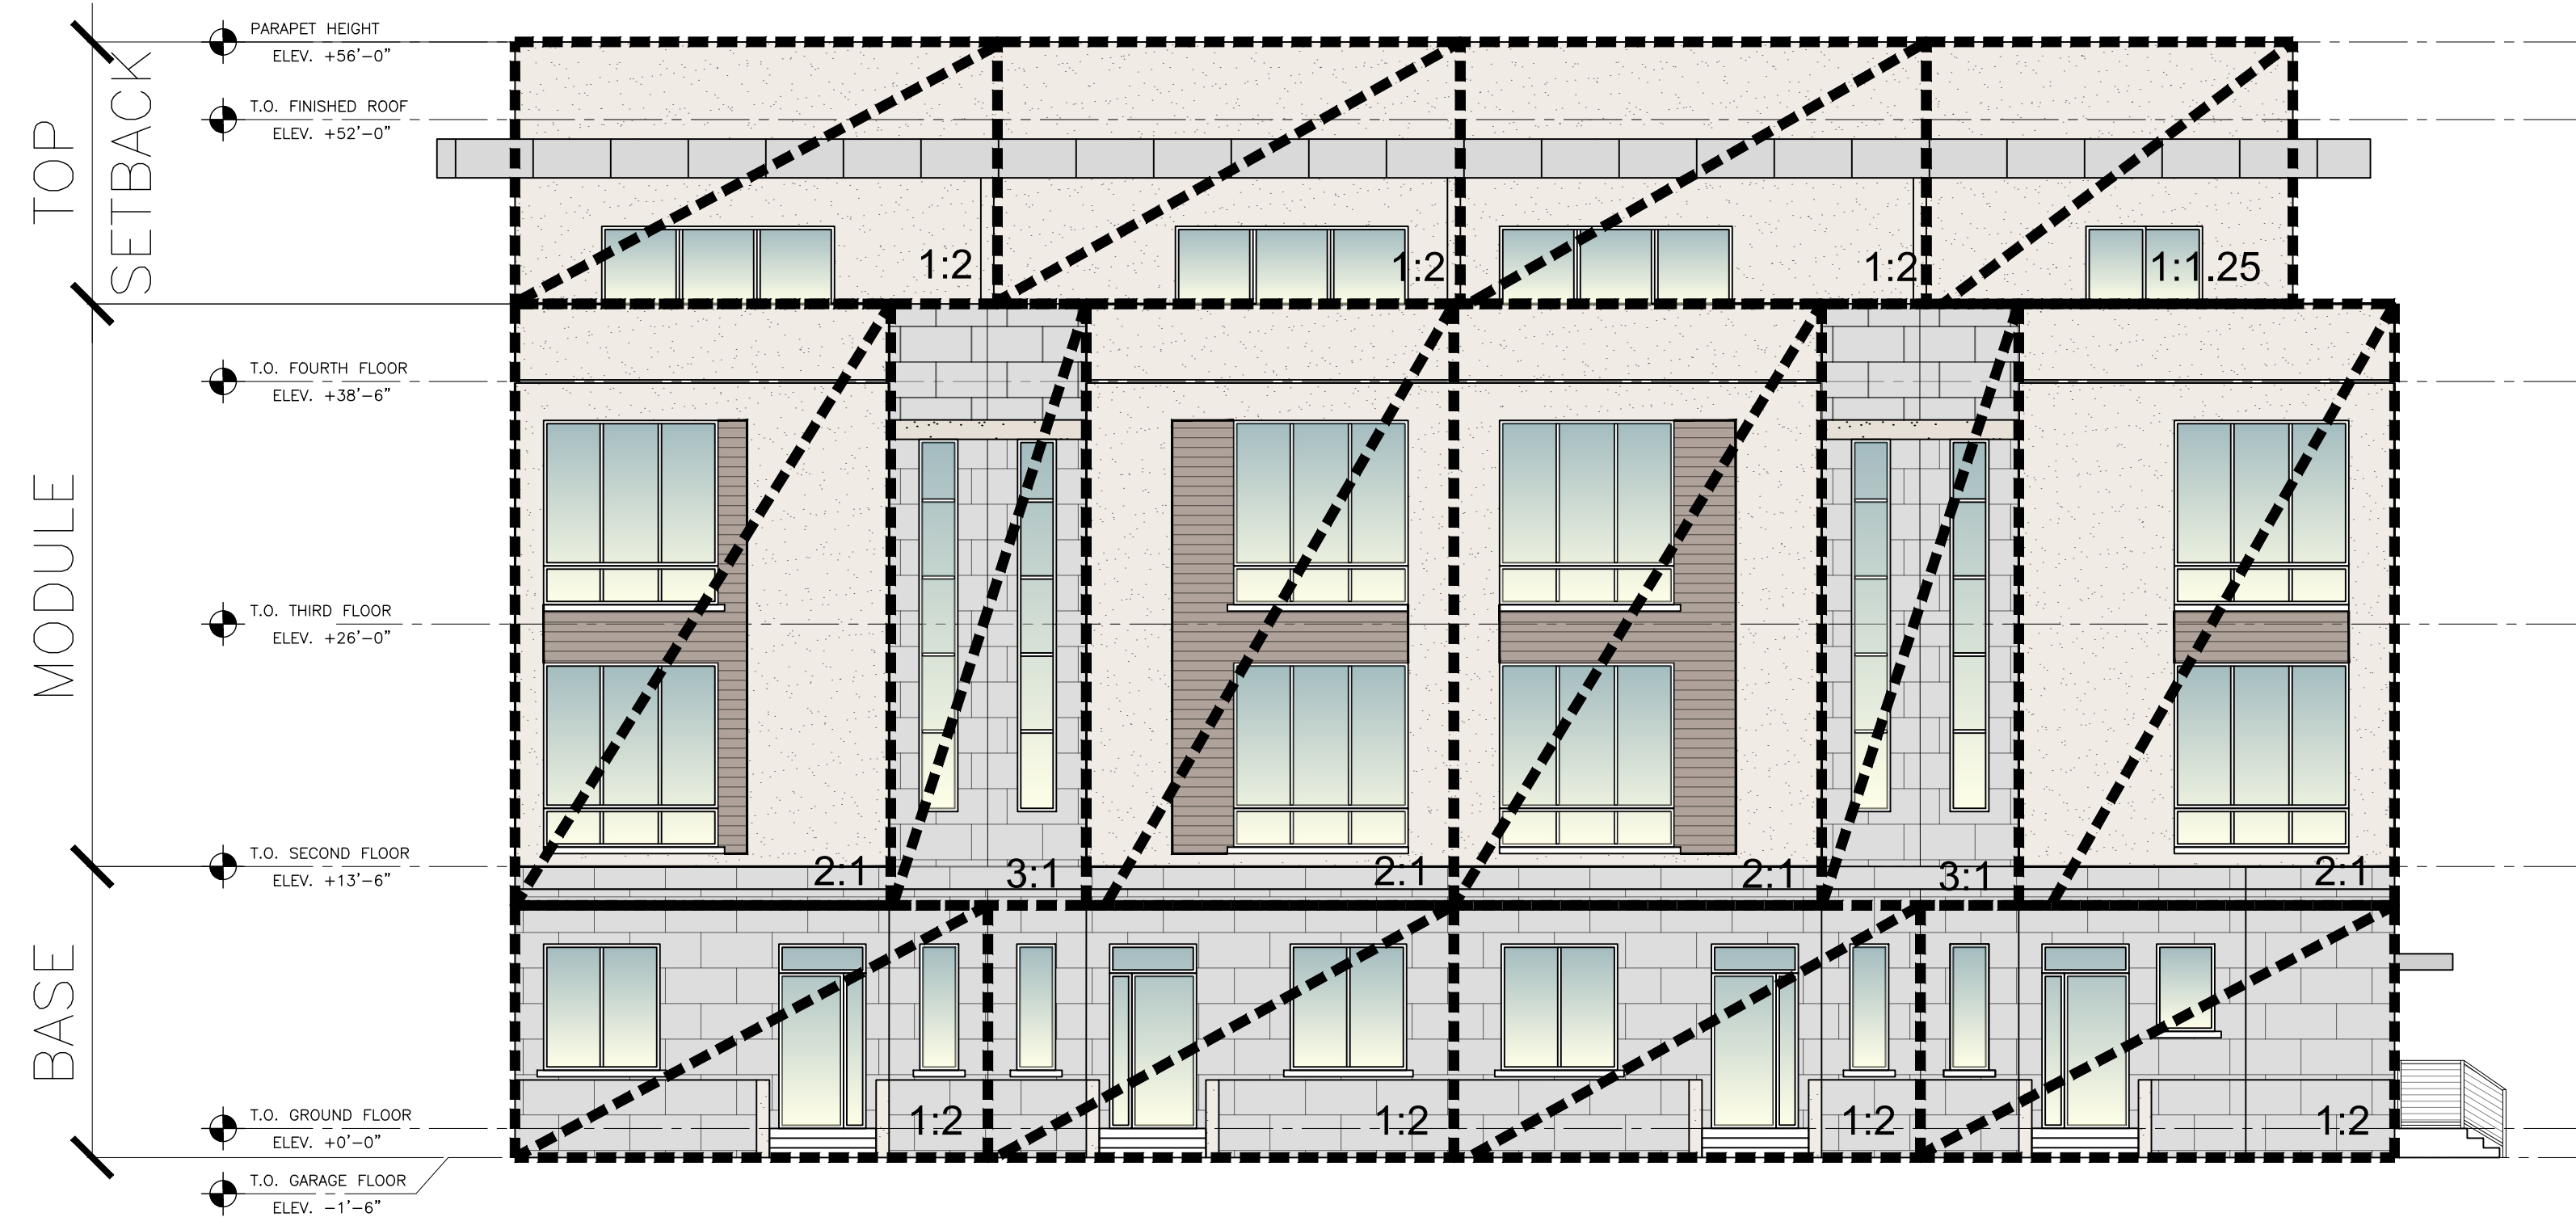 PARAPET HEIGHT
ELEV. +56'-0"
T.O. FINISHED ROOF
ELEV. +52'-0"
TOP
SETBACK
1:2
1:2
1:2
1:1.25
T.O. FOURTH FLOOR
ELEV. +38'-6"
MODULE
T.O. THIRD FLOOR
ELEV. +26'-0"
T.O. SECOND FLOOR
ELEV. +13'-6"
2:1
3:1
2:1
2:1
3:1
2:1
BASE
T.O. GROUND FLOOR
ELEV. +0'-0"
1:2
1:2
1:2
1:2
T.O. GARAGE FLOOR
ELEV. -1'-6"